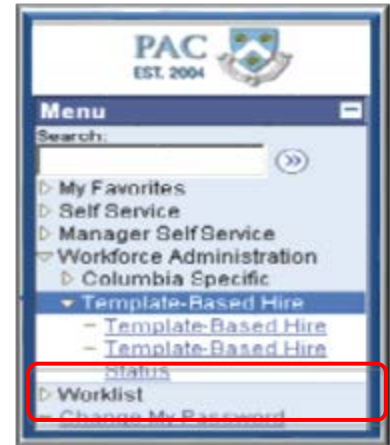 PAC
EST. 2004
Menu
Search:
My Favorites
Self Service
Manager Self Service
Workforce Administration
Columbia Specific
Template-Based Hire
Template-Based Hire
Template-Based Hire
Status
Worklist
Change My Password